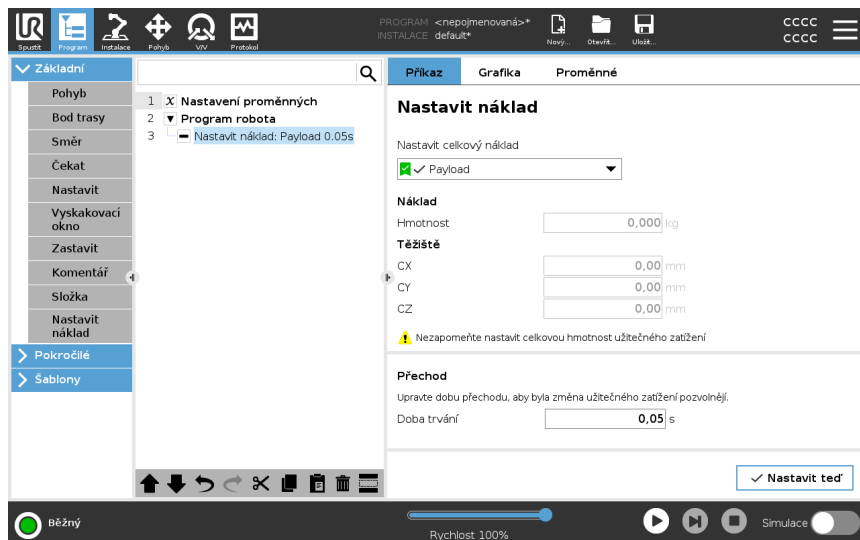 UR
PROGRAM <nepojmenovaná>*
INSTALACE default*
CCCC
CCCC
Spustit Program Instalace Pohyb V/V Protokol Nový... Otevřít... Uložit...
Základní
Pohyb
Bod trasy
Směr
Čekat
Nastavit
Vyskakovací
okno
Zastavit
Komentář
Složka
Nastavit
náklad
Pokročilé
Šablony
1 X Nastavení proměnných
2 Program robota
3 Nastavit náklad: Payload 0.05s
Příkaz Grafika Proměnné
Nastavit náklad
Nastavit celkový náklad
Payload
Náklad
Hmotnost 0,000 kg
Těžiště
CX 0,00 mm
CY 0,00 mm
CZ 0,00 mm
Nezapomeňte nastavit celkovou hmotnost užitečného zatížení
Přechod
Upravte dobu přechodu, aby byla změna užitečného zatížení pozvolnější.
Doba trvání 0,05 s
Nastavit teď
Běžný
Rychlost 100%
Simulace